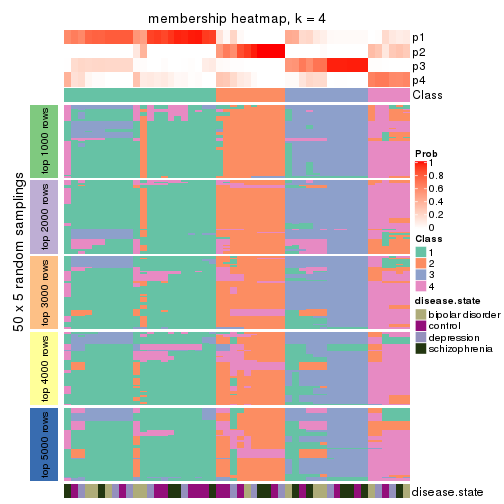 membership heatmap, k = 4
p1
p2
p3
p4
Class
50 x 5 random samplings
top 1000 rows
top 2000 rows
top 3000 rows
top 4000 rows
top 5000 rows
Prob
1
0.8
0.6
0.4
0.2
0
Class
1
2
3
4
disease.state
bipolar disorder
control
depression
schizophrenia
disease.state